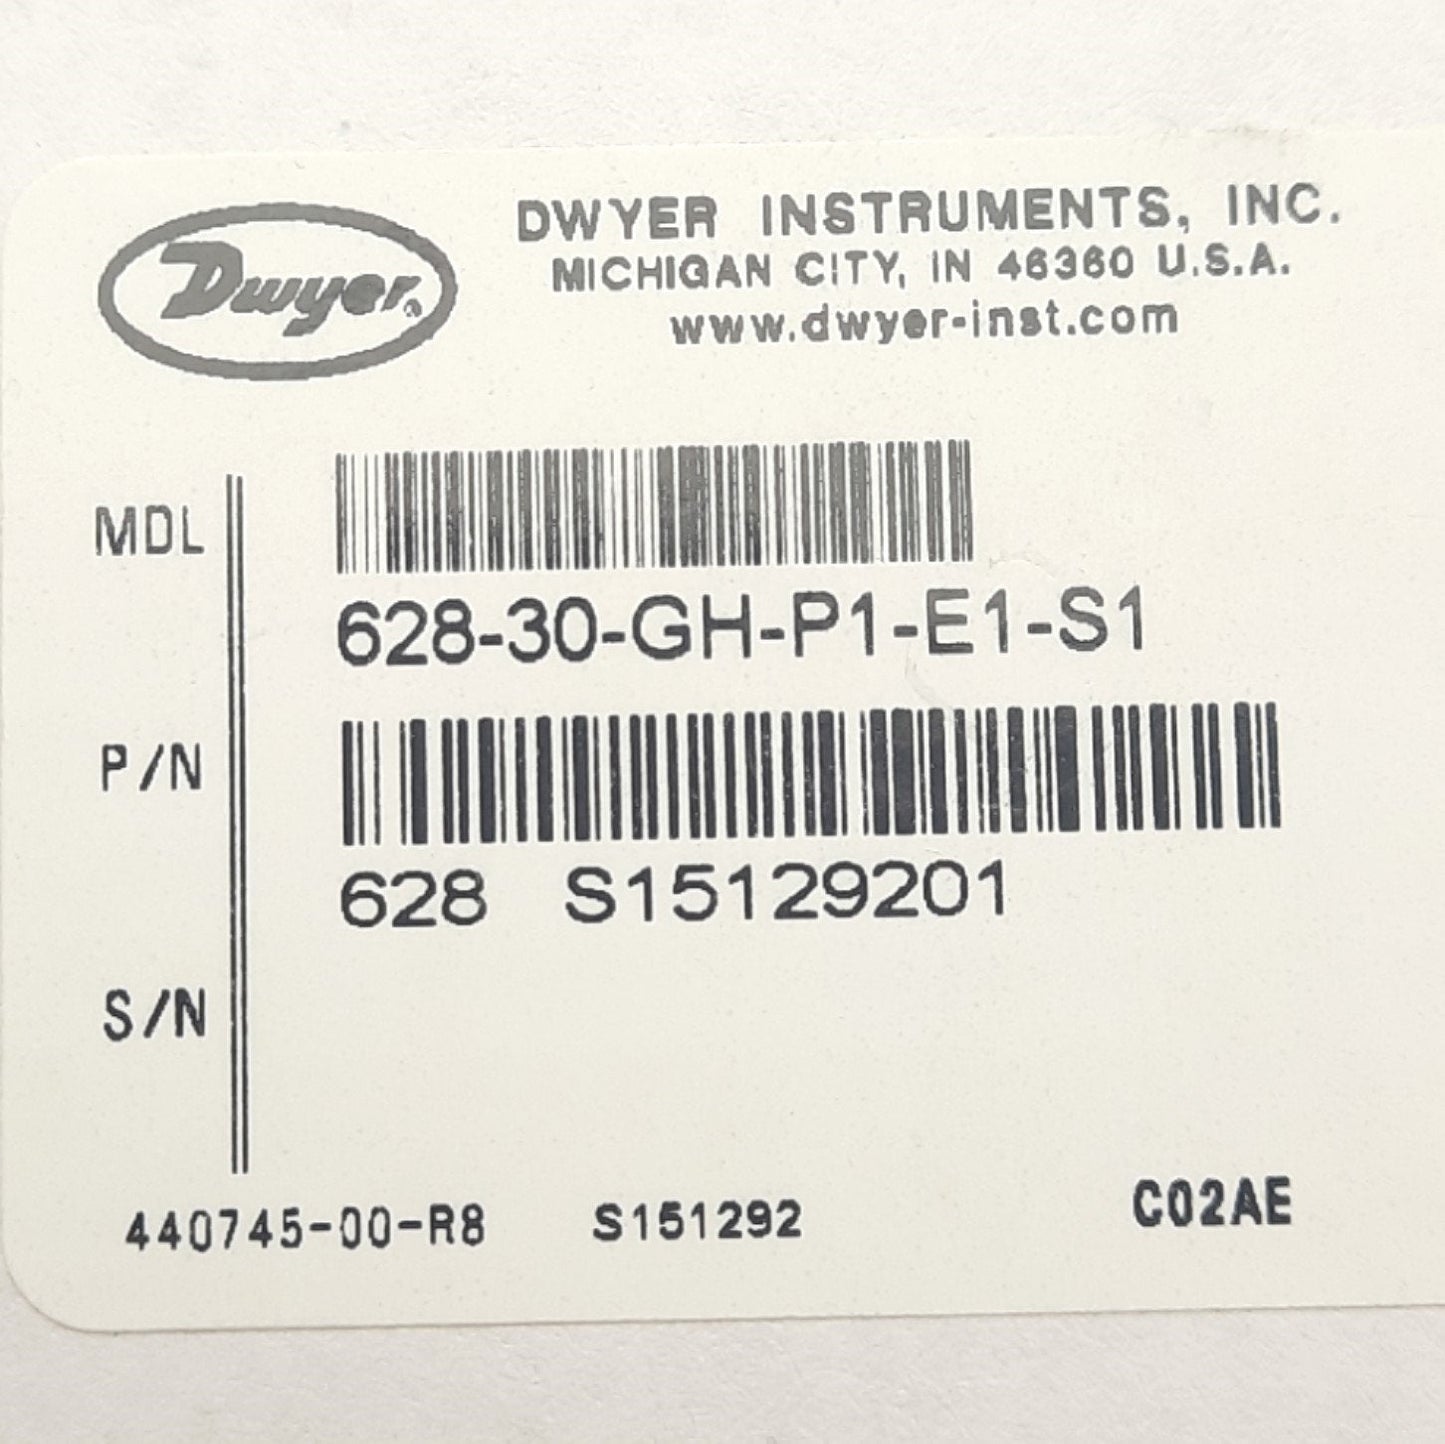 Dwyer®
DWYER INSTRUMENTS, INC.
MICHIGAN CITY, IN 46360 U.S.A.
www.dwyer-inst.com
MDL
628-30-GH-P1-E1-S1
P/N
628 S15129201
S/N
440745-00-R8 S151292 C02AE